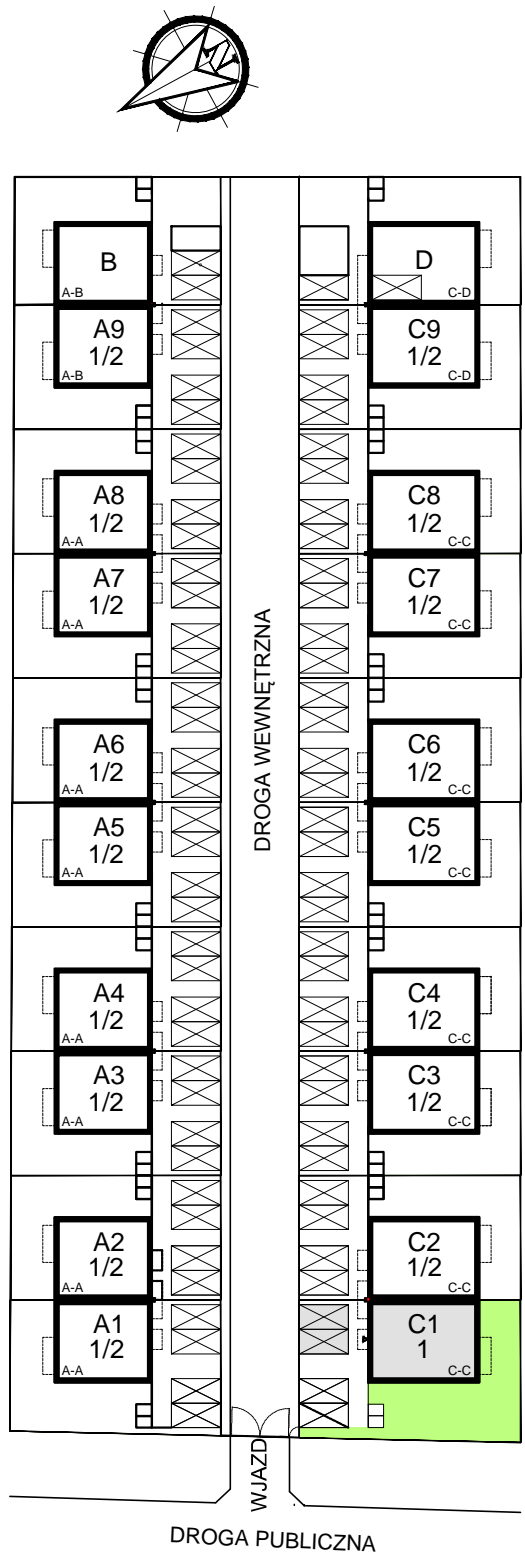 N
B
A-B
D
C-D
A9
1/2
A-B
C9
1/2
C-D
A8
1/2
A-A
C8
1/2
C-C
A7
1/2
A-A
C7
1/2
C-C
DROGA WEWNĘTRZNA
A6
1/2
A-A
C6
1/2
C-C
A5
1/2
A-A
C5
1/2
C-C
A4
1/2
A-A
C4
1/2
C-C
A3
1/2
A-A
C3
1/2
C-C
A2
1/2
A-A
C2
1/2
C-C
A1
1/2
A-A
C1
1
C-C
WJAZD
DROGA PUBLICZNA